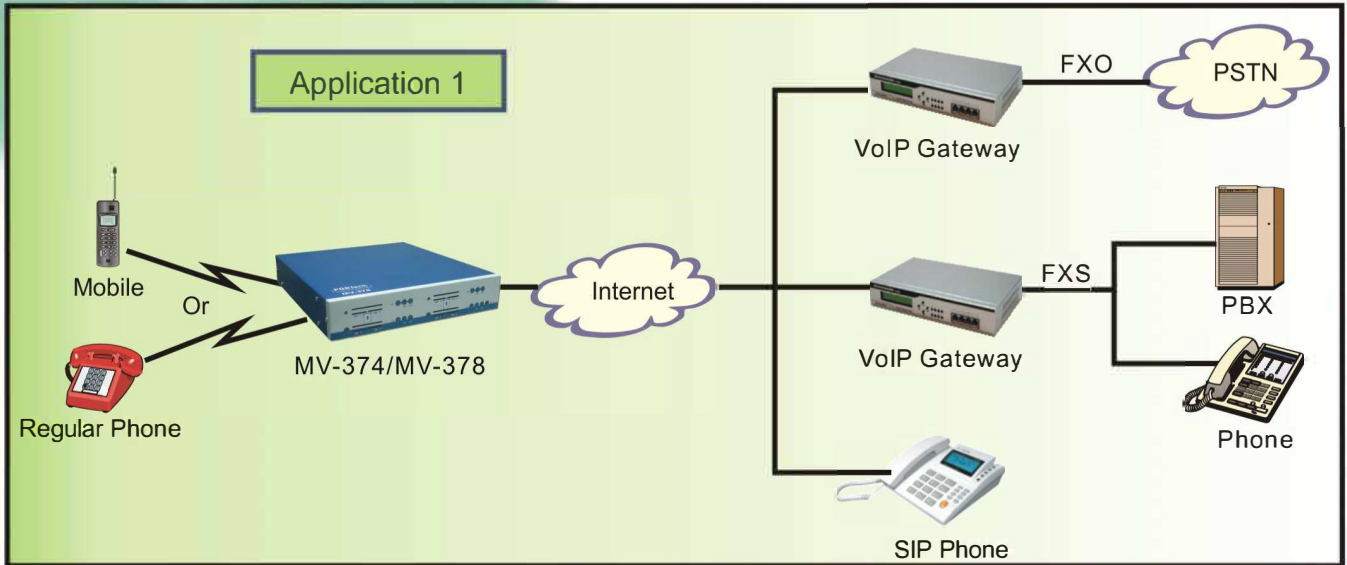 Application 1
Mobile
Or
Regular Phone
MV-374/MV-378
Internet
VoIP Gateway
FXO
PSTN
VoIP Gateway
FXS
PBX
Phone
SIP Phone